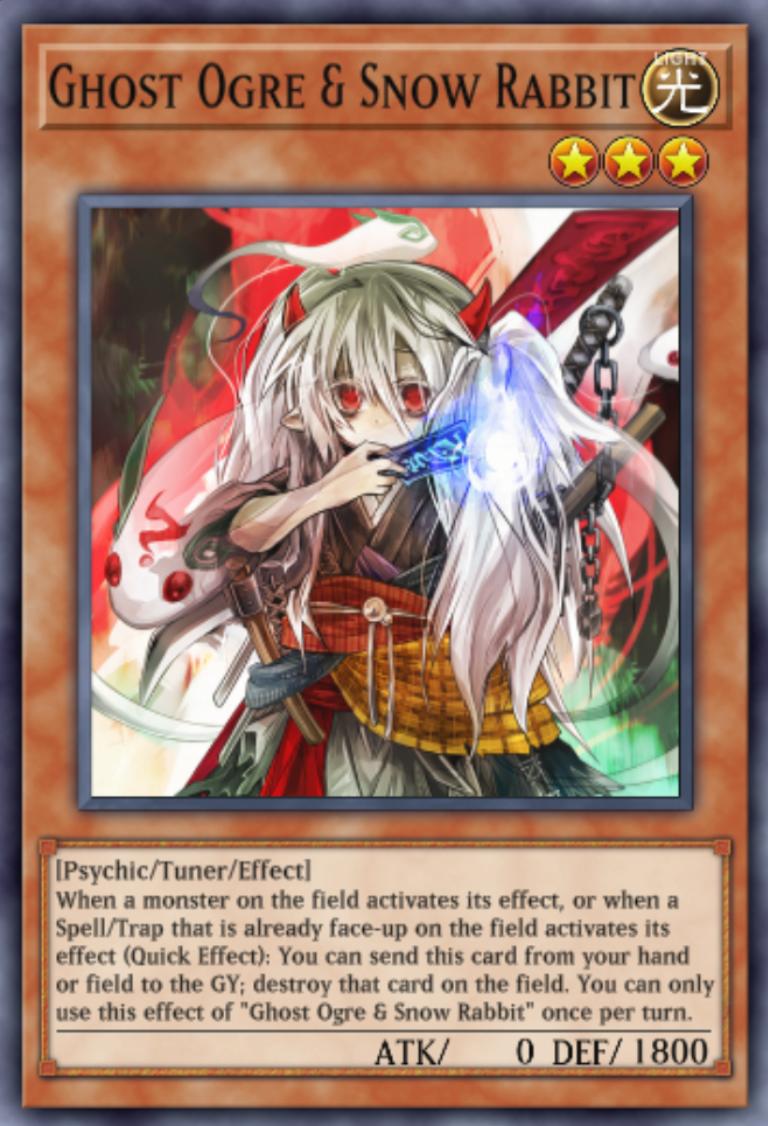 Ghost Ogre & Snow Rabbit
LIGHT
光
[Psychic/Tuner/Effect]
When a monster on the field activates its effect, or when a
Spell/Trap that is already face-up on the field activates its
effect (Quick Effect): You can send this card from your hand
or field to the GY; destroy that card on the field. You can only
use this effect of "Ghost Ogre & Snow Rabbit" once per turn.
ATK/ 0 DEF/ 1800